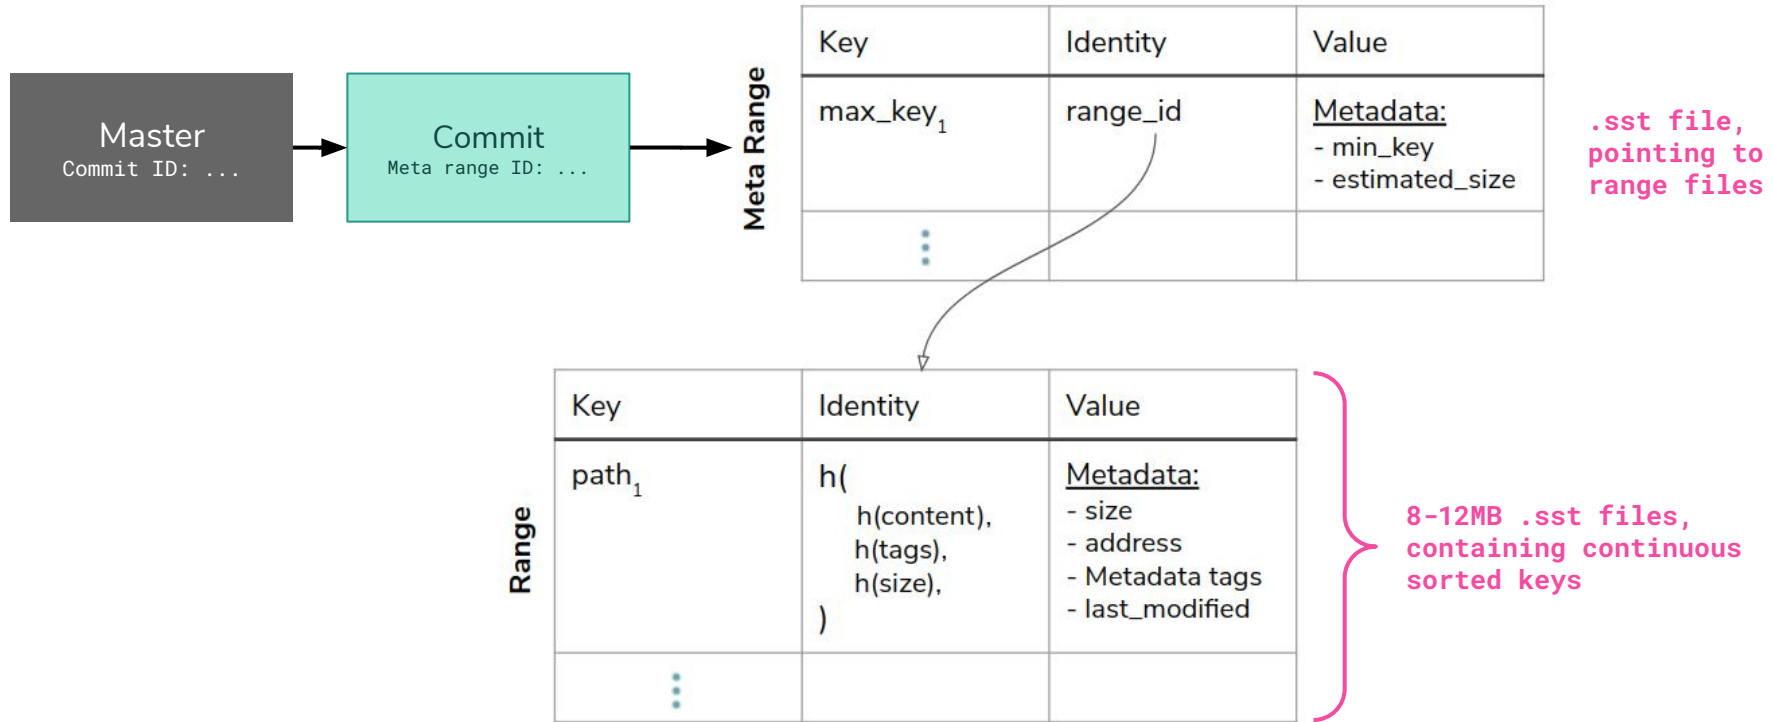 Master
Commit ID: ...
Commit
Meta range ID: ...
Meta Range
Key Identity Value
max_key1 range_id Metadata:
- min_key
- estimated_size
.sst file,
pointing to
range files
Range
Key Identity Value
path1 h( Metadata:
h(content), - size
h(tags), - address
h(size), - Metadata tags
) - last_modified
8-12MB .sst files,
containing continuous
sorted keys